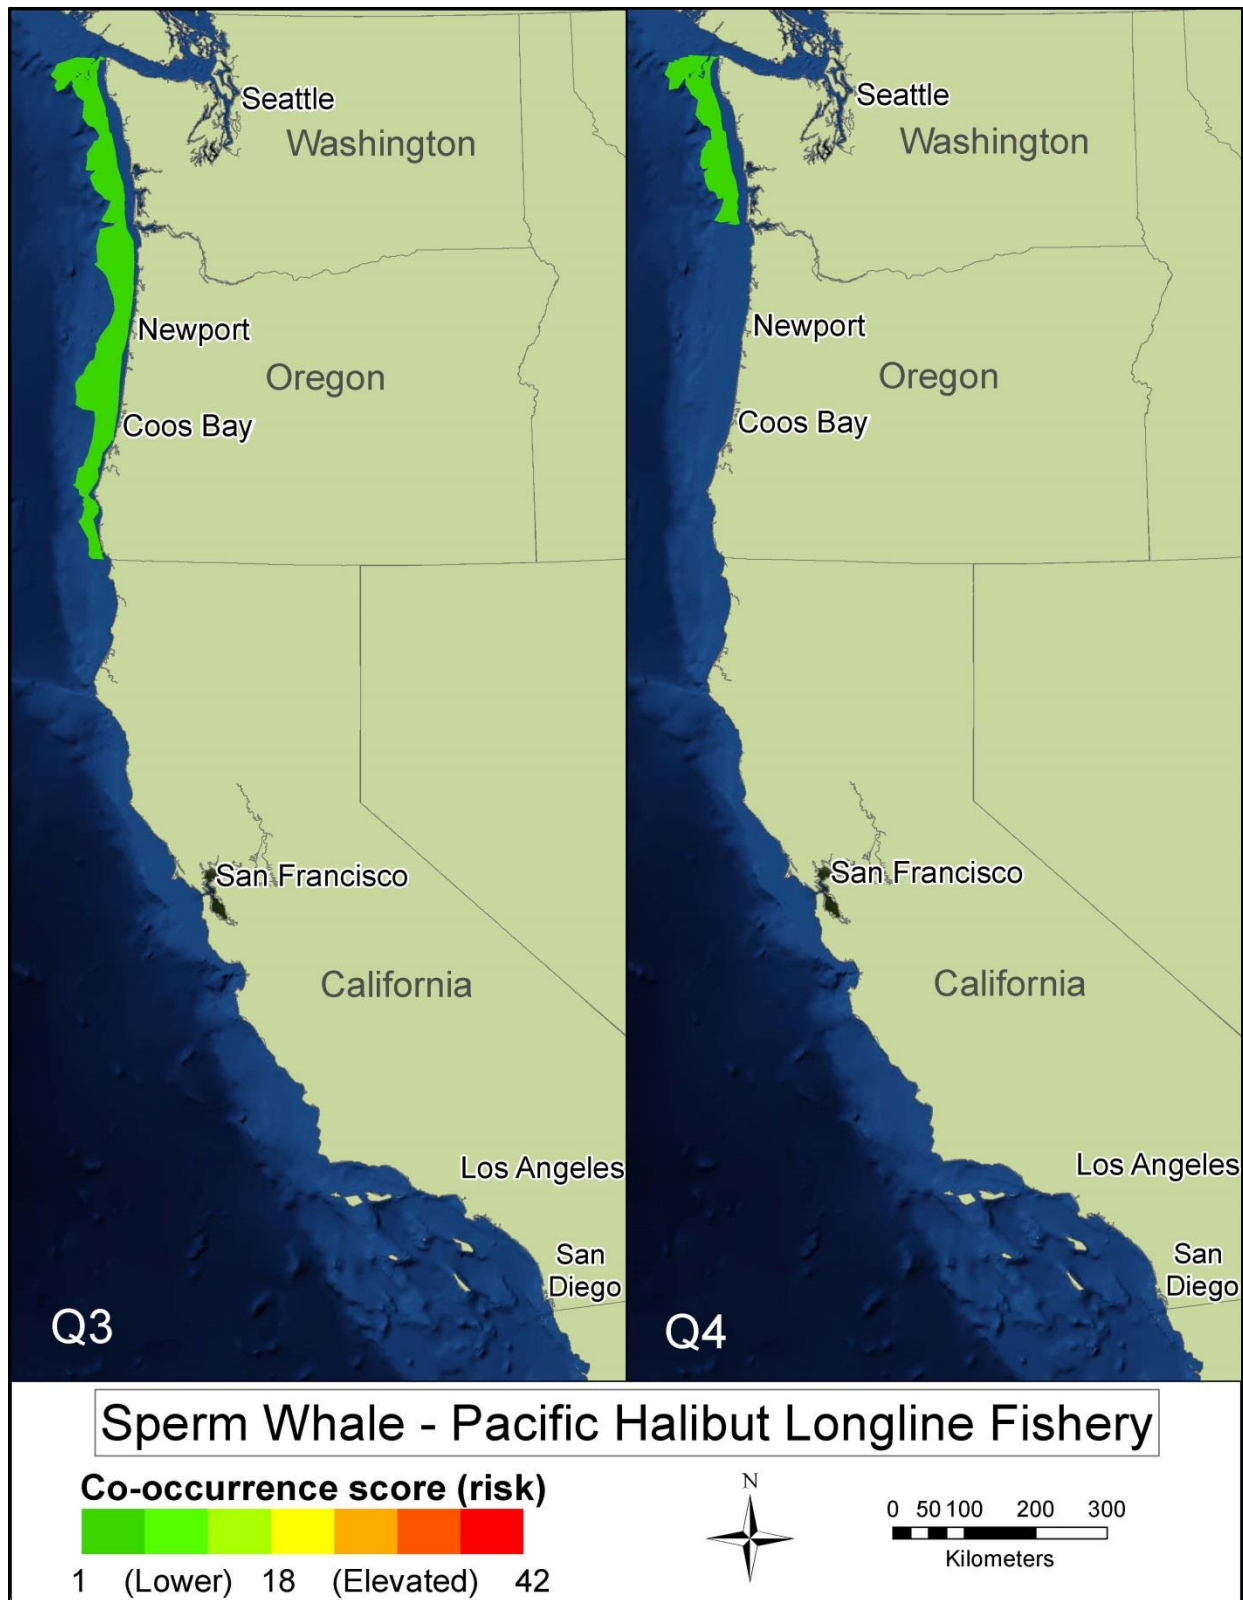 Seattle
Washington
Newport
Oregon
Coos Bay
San Francisco
California
Los Angeles
San
Diego
Q3
Seattle
Washington
Newport
Oregon
Coos Bay
San Francisco
California
Los Angeles
San
Diego
Q4
Sperm Whale - Pacific Halibut Longline Fishery
Co-occurrence score (risk)
1 (Lower) 18 (Elevated) 42
N
0 50 100 200 300
Kilometers